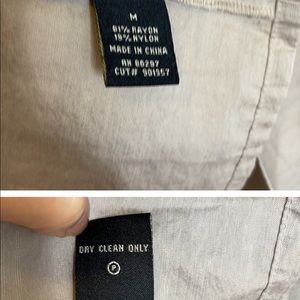 M
81% RAYON
19% NYLON
MADE IN CHINA
RN 66297
CUT# 901357
DRY CLEAN ONLY
P